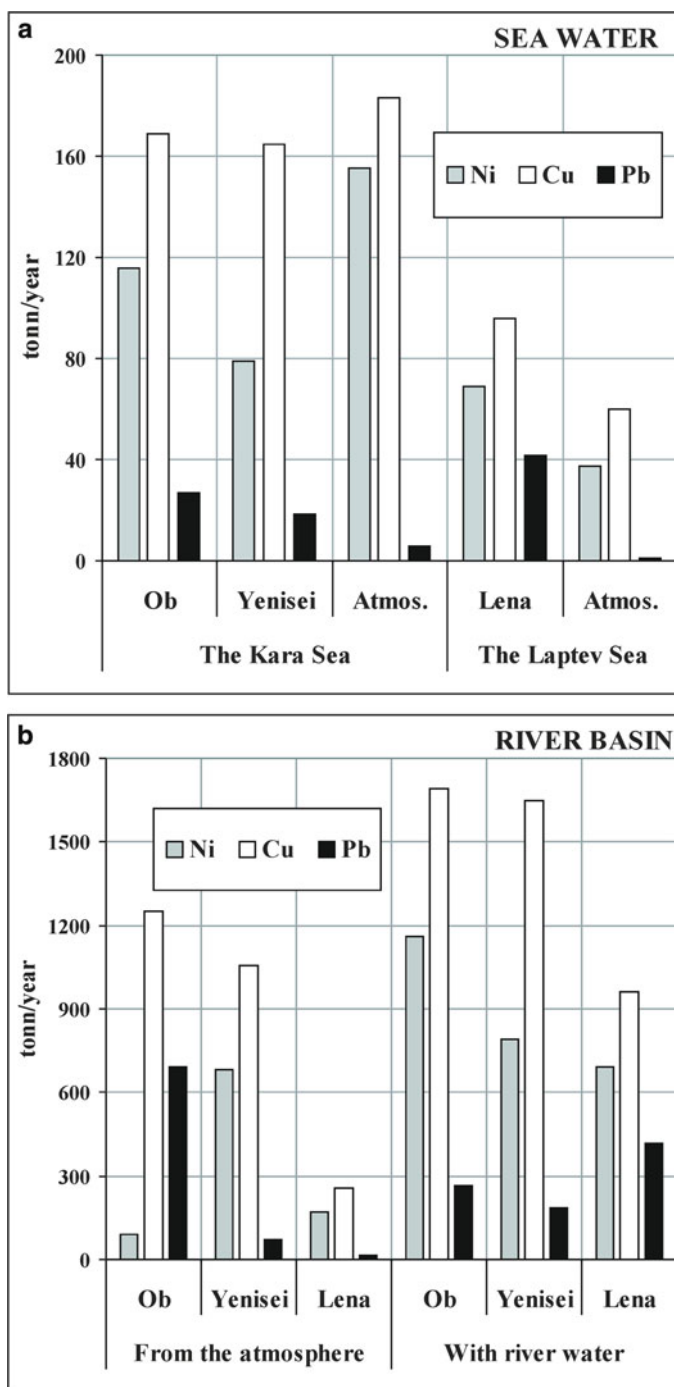 a
SEA WATER
200
160
120
80
40
0
tonn/year
Ni Cu Pb
Ob Yenisei Atmos. Lena Atmos.
The Kara Sea The Laptev Sea
b
RIVER BASIN
1800
1500
1200
900
600
300
0
tonn/year
Ni Cu Pb
Ob Yenisei Lena Ob Yenisei Lena
From the atmosphere With river water